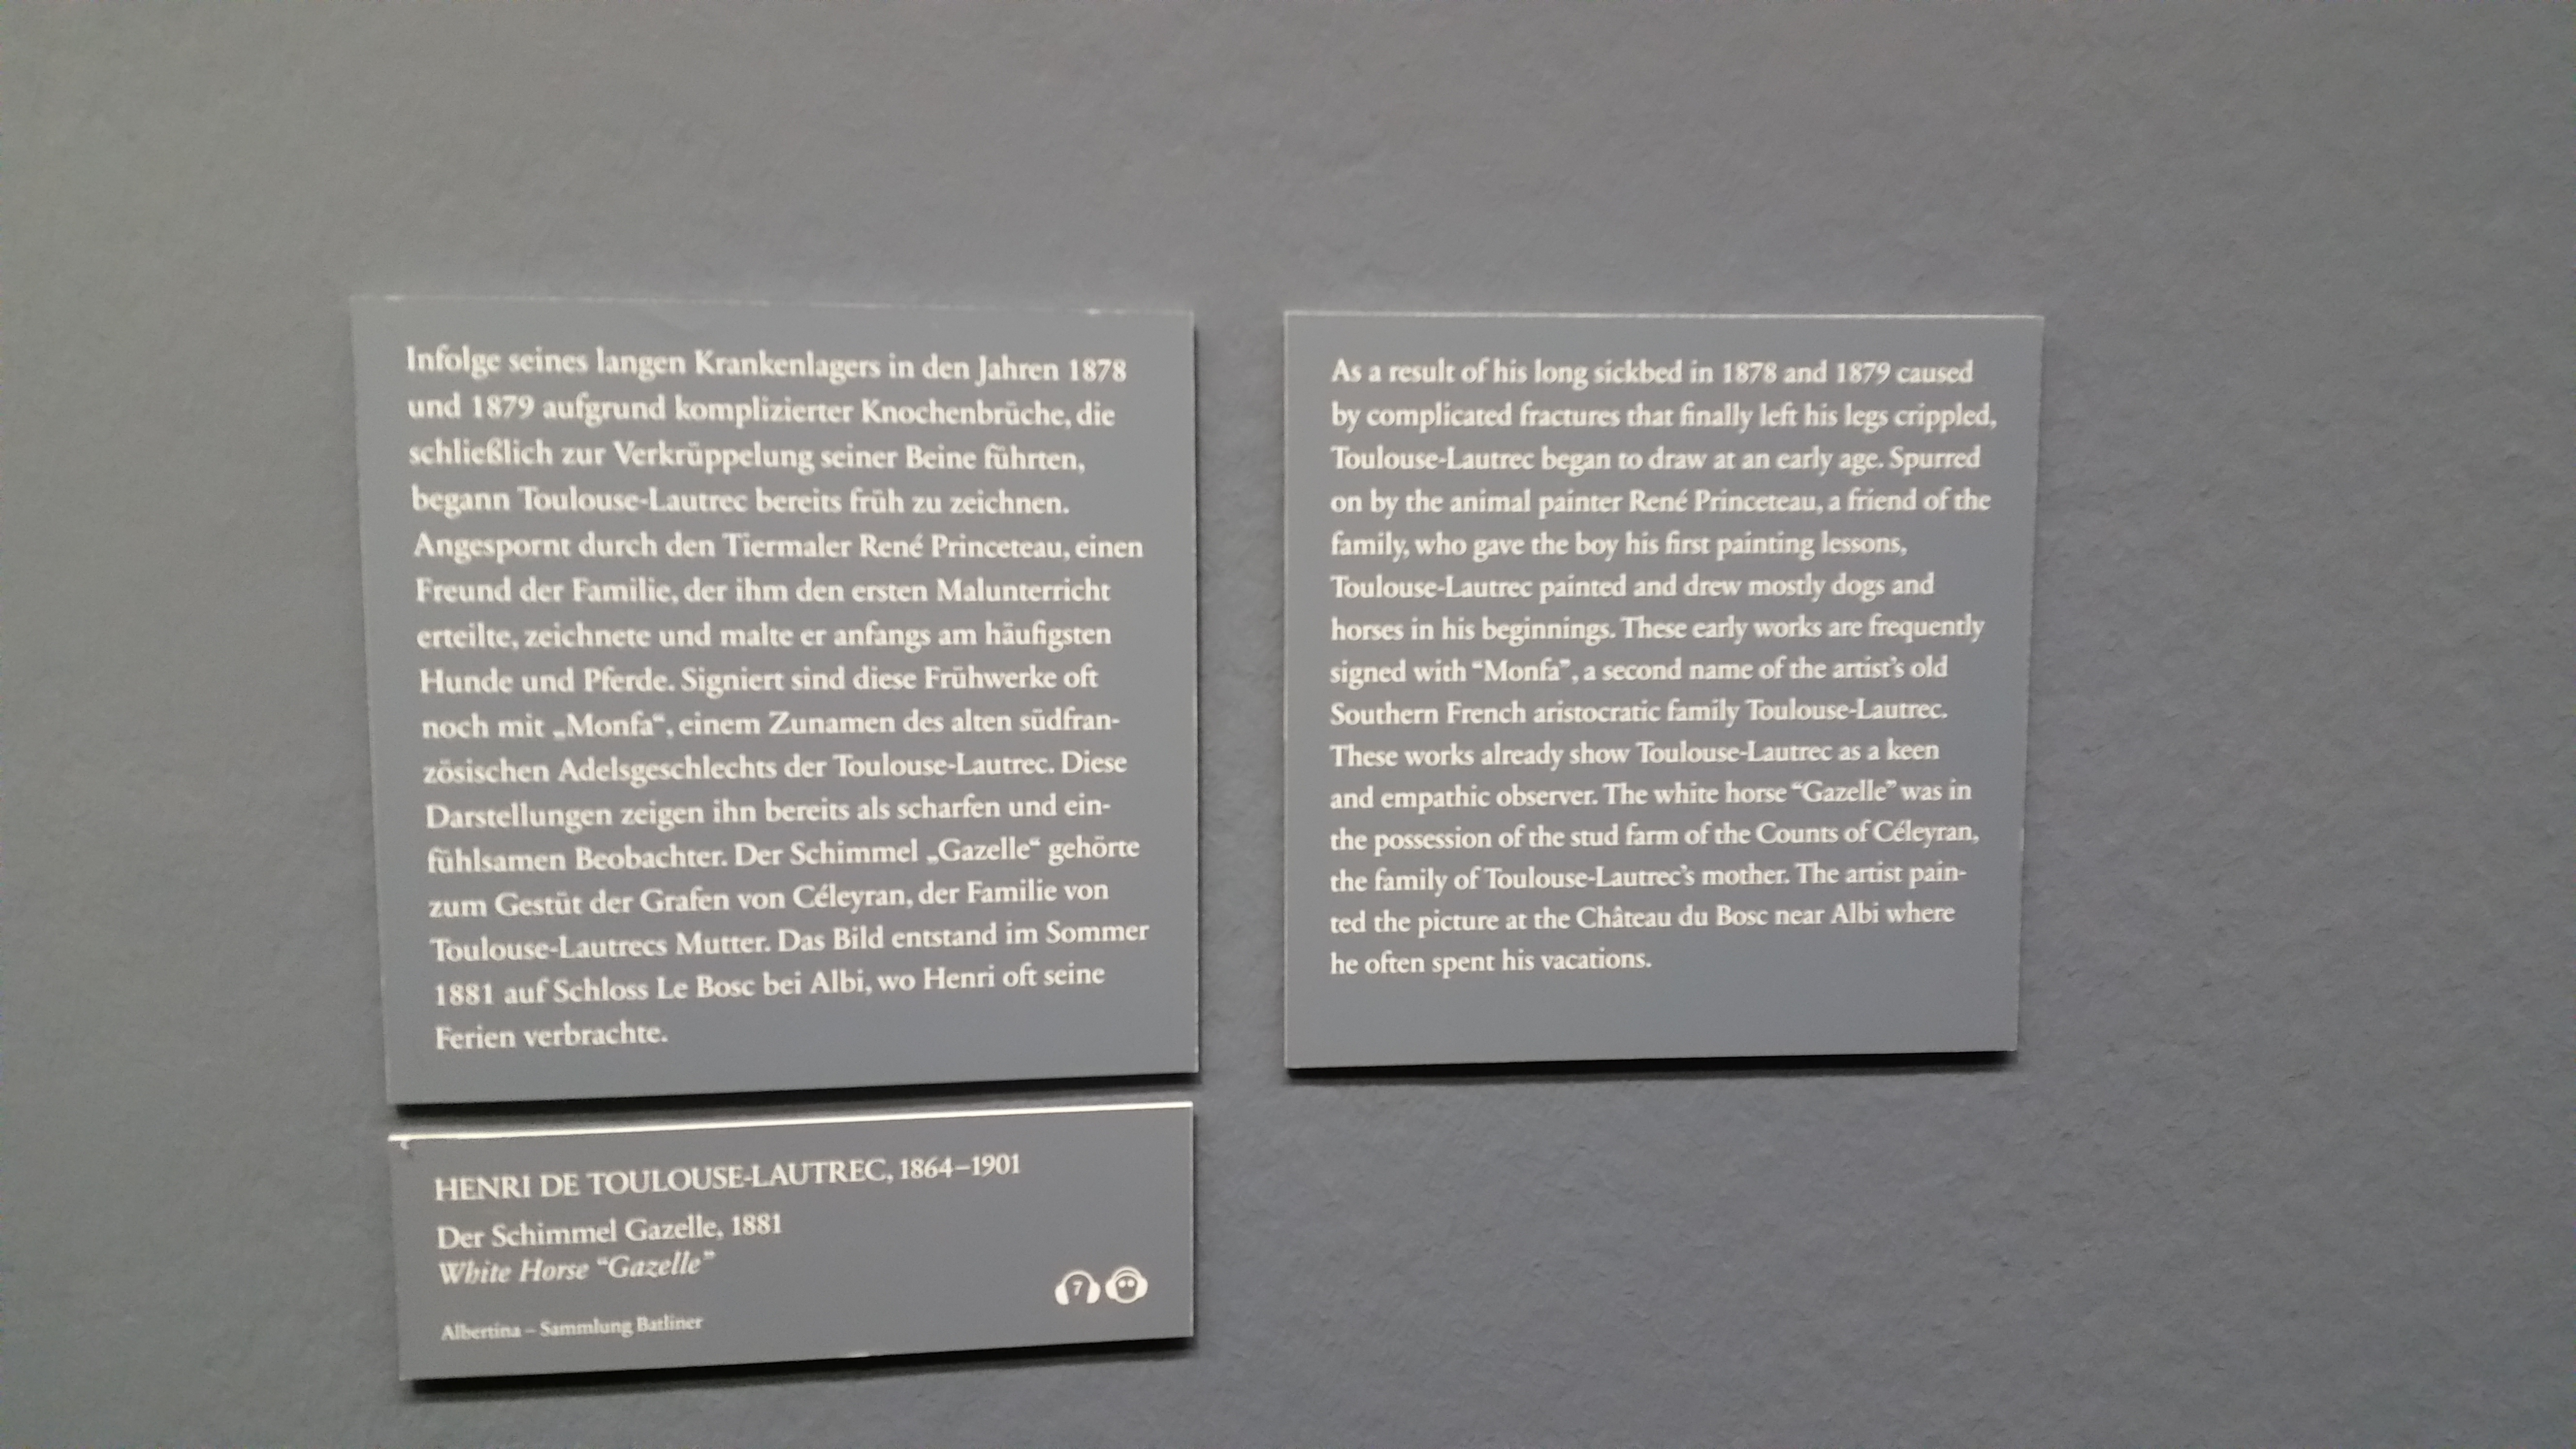 Infolge seines langen Krankenlagers in den Jahren 1878
und 1879 aufgrund komplizierter Knochenbrüche, die
schließlich zur Verkrüppelung seiner Beine führten,
begann Toulouse-Lautrec bereits früh zu zeichnen.
Angespornt durch den Tiermaler René Princeteau, einen
Freund der Familie, der ihm den ersten Malunterricht
erteilte, zeichnete und malte er anfangs am häufigsten
Hunde und Pferde. Signiert sind diese Frühwerke oft
noch mit „Monfa“, einem Zunamen des alten südfran-
zösischen Adelsgeschlechts der Toulouse-Lautrec. Diese
Darstellungen zeigen ihn bereits als scharfen und ein-
fühlsamen Beobachter. Der Schimmel „Gazelle“ gehörte
zum Gestüt der Grafen von Céleyran, der Familie von
Toulouse-Lautrecs Mutter. Das Bild entstand im Sommer
1881 auf Schloss Le Bosc bei Albi, wo Henri oft seine
Ferien verbrachte.
HENRI DE TOULOUSE-LAUTREC, 1864–1901
Der Schimmel Gazelle, 1881
White Horse “Gazelle”
7
Albertina – Sammlung Batliner
As a result of his long sickbed in 1878 and 1879 caused
by complicated fractures that finally left his legs crippled,
Toulouse-Lautrec began to draw at an early age. Spurred
on by the animal painter René Princeteau, a friend of the
family, who gave the boy his first painting lessons,
Toulouse-Lautrec painted and drew mostly dogs and
horses in his beginnings. These early works are frequently
signed with “Monfa”, a second name of the artist’s old
Southern French aristocratic family Toulouse-Lautrec.
These works already show Toulouse-Lautrec as a keen
and empathic observer. The white horse “Gazelle” was in
the possession of the stud farm of the Counts of Céleyran,
the family of Toulouse-Lautrec’s mother. The artist pain-
ted the picture at the Château du Bosc near Albi where
he often spent his vacations.